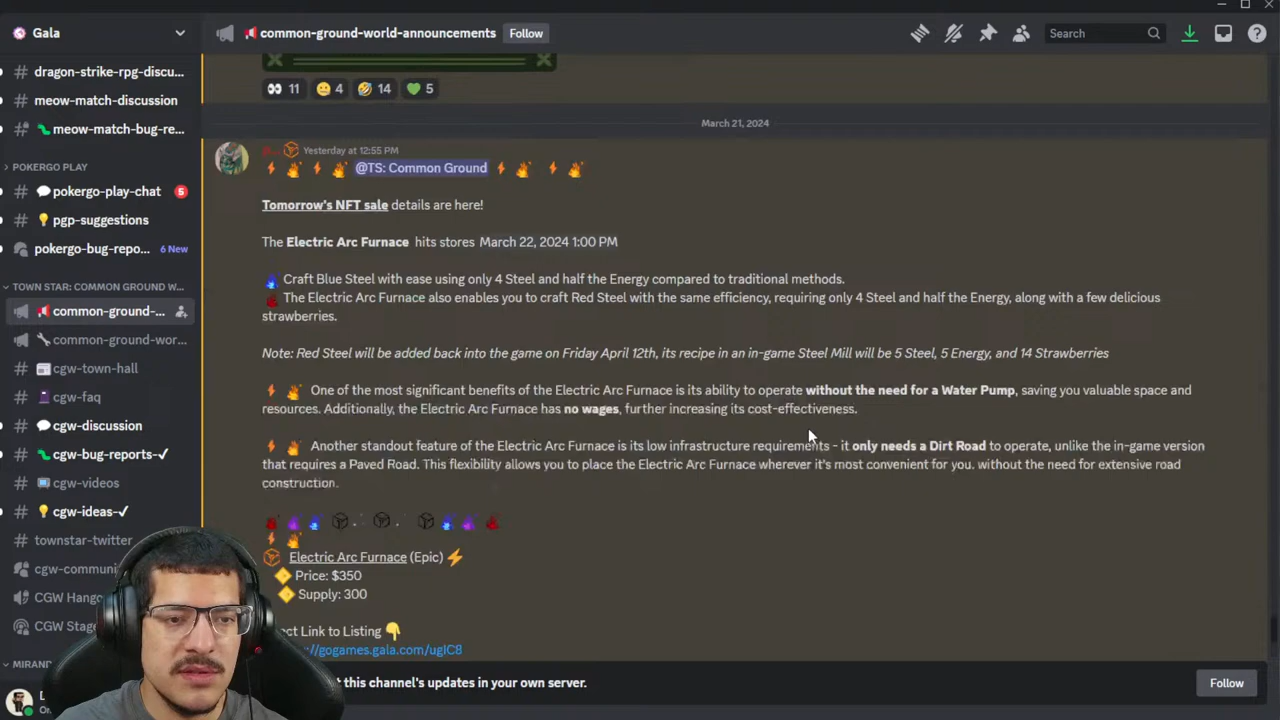 Gala
common-ground-world-announcements
Follow
Search
dragon-strike-rpg-discu...
meow-match-discussion
meow-match-bug-re...
POKERGO PLAY
pokergo-play-chat
5
pgp-suggestions
pokergo-bug-repo...
6 New
TOWN STAR: COMMON GROUND W...
common-ground-...
common-ground-wor...
cgw-town-hall
cgw-faq
cgw-discussion
cgw-bug-reports-✓
cgw-videos
cgw-ideas-✓
townstar-twitter
cgw-communi
CGW Hang
CGW Stage
MIRAND
11
4
14
5
March 21, 2024
Yesterday at 12:55 PM
@TS: Common Ground
Tomorrow's NFT sale details are here!
The Electric Arc Furnace hits stores March 22, 2024 1:00 PM
Craft Blue Steel with ease using only 4 Steel and half the Energy compared to traditional methods.
The Electric Arc Furnace also enables you to craft Red Steel with the same efficiency, requiring only 4 Steel and half the Energy, along with a few delicious
strawberries.
Note: Red Steel will be added back into the game on Friday April 12th, its recipe in an in-game Steel Mill will be 5 Steel, 5 Energy, and 14 Strawberries
One of the most significant benefits of the Electric Arc Furnace is its ability to operate without the need for a Water Pump, saving you valuable space and
resources. Additionally, the Electric Arc Furnace has no wages, further increasing its cost-effectiveness.
Another standout feature of the Electric Arc Furnace is its low infrastructure requirements - it only needs a Dirt Road to operate, unlike the in-game version
that requires a Paved Road. This flexibility allows you to place the Electric Arc Furnace wherever it's most convenient for you, without the need for extensive road
construction.
Electric Arc Furnace (Epic)
Price: $350
Supply: 300
ect Link to Listing
//gogames.gala.com/ugIC8
t this channel's updates in your own server.
Follow